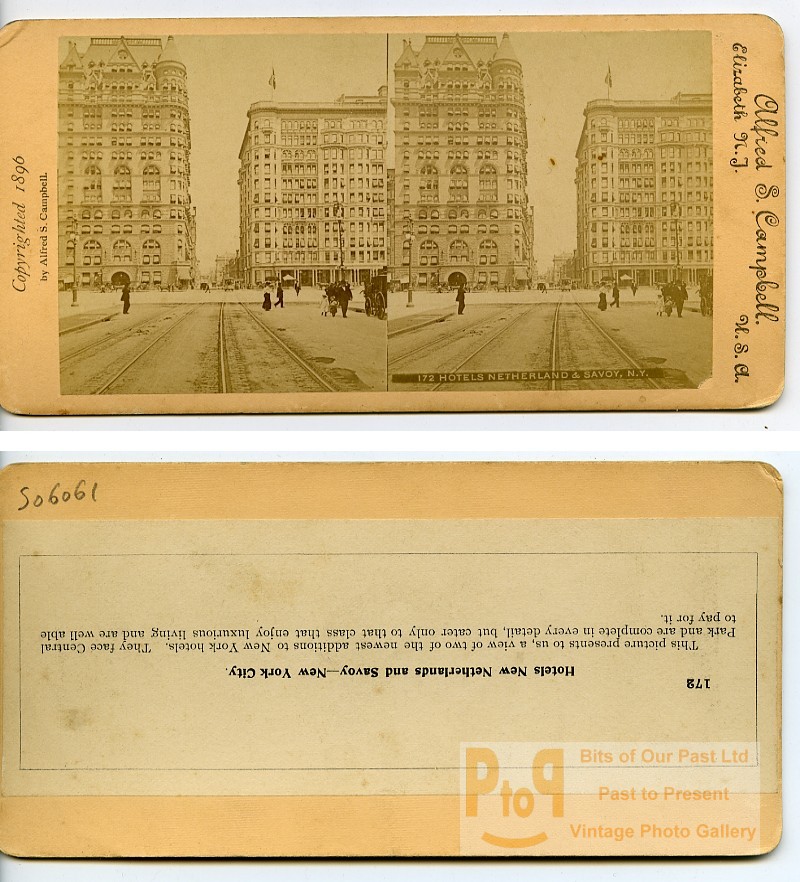 Copyrighted 1896
by Alfred S. Campbell.
172 HOTELS NETHERLAND & SAVOY, N.Y.
Alfred S. Campbell.
Elizabeth N. J.
U. S. A.
S06061
172
Hotels New Netherlands and Savoy—New York City.
This picture presents to us, a view of two of the newest additions to New York hotels. They face Central
Park and are complete in every detail, but cater only to that class that enjoy luxurious living and are well able
to pay for it.
PtoP
Bits of Our Past Ltd
Past to Present
Vintage Photo Gallery